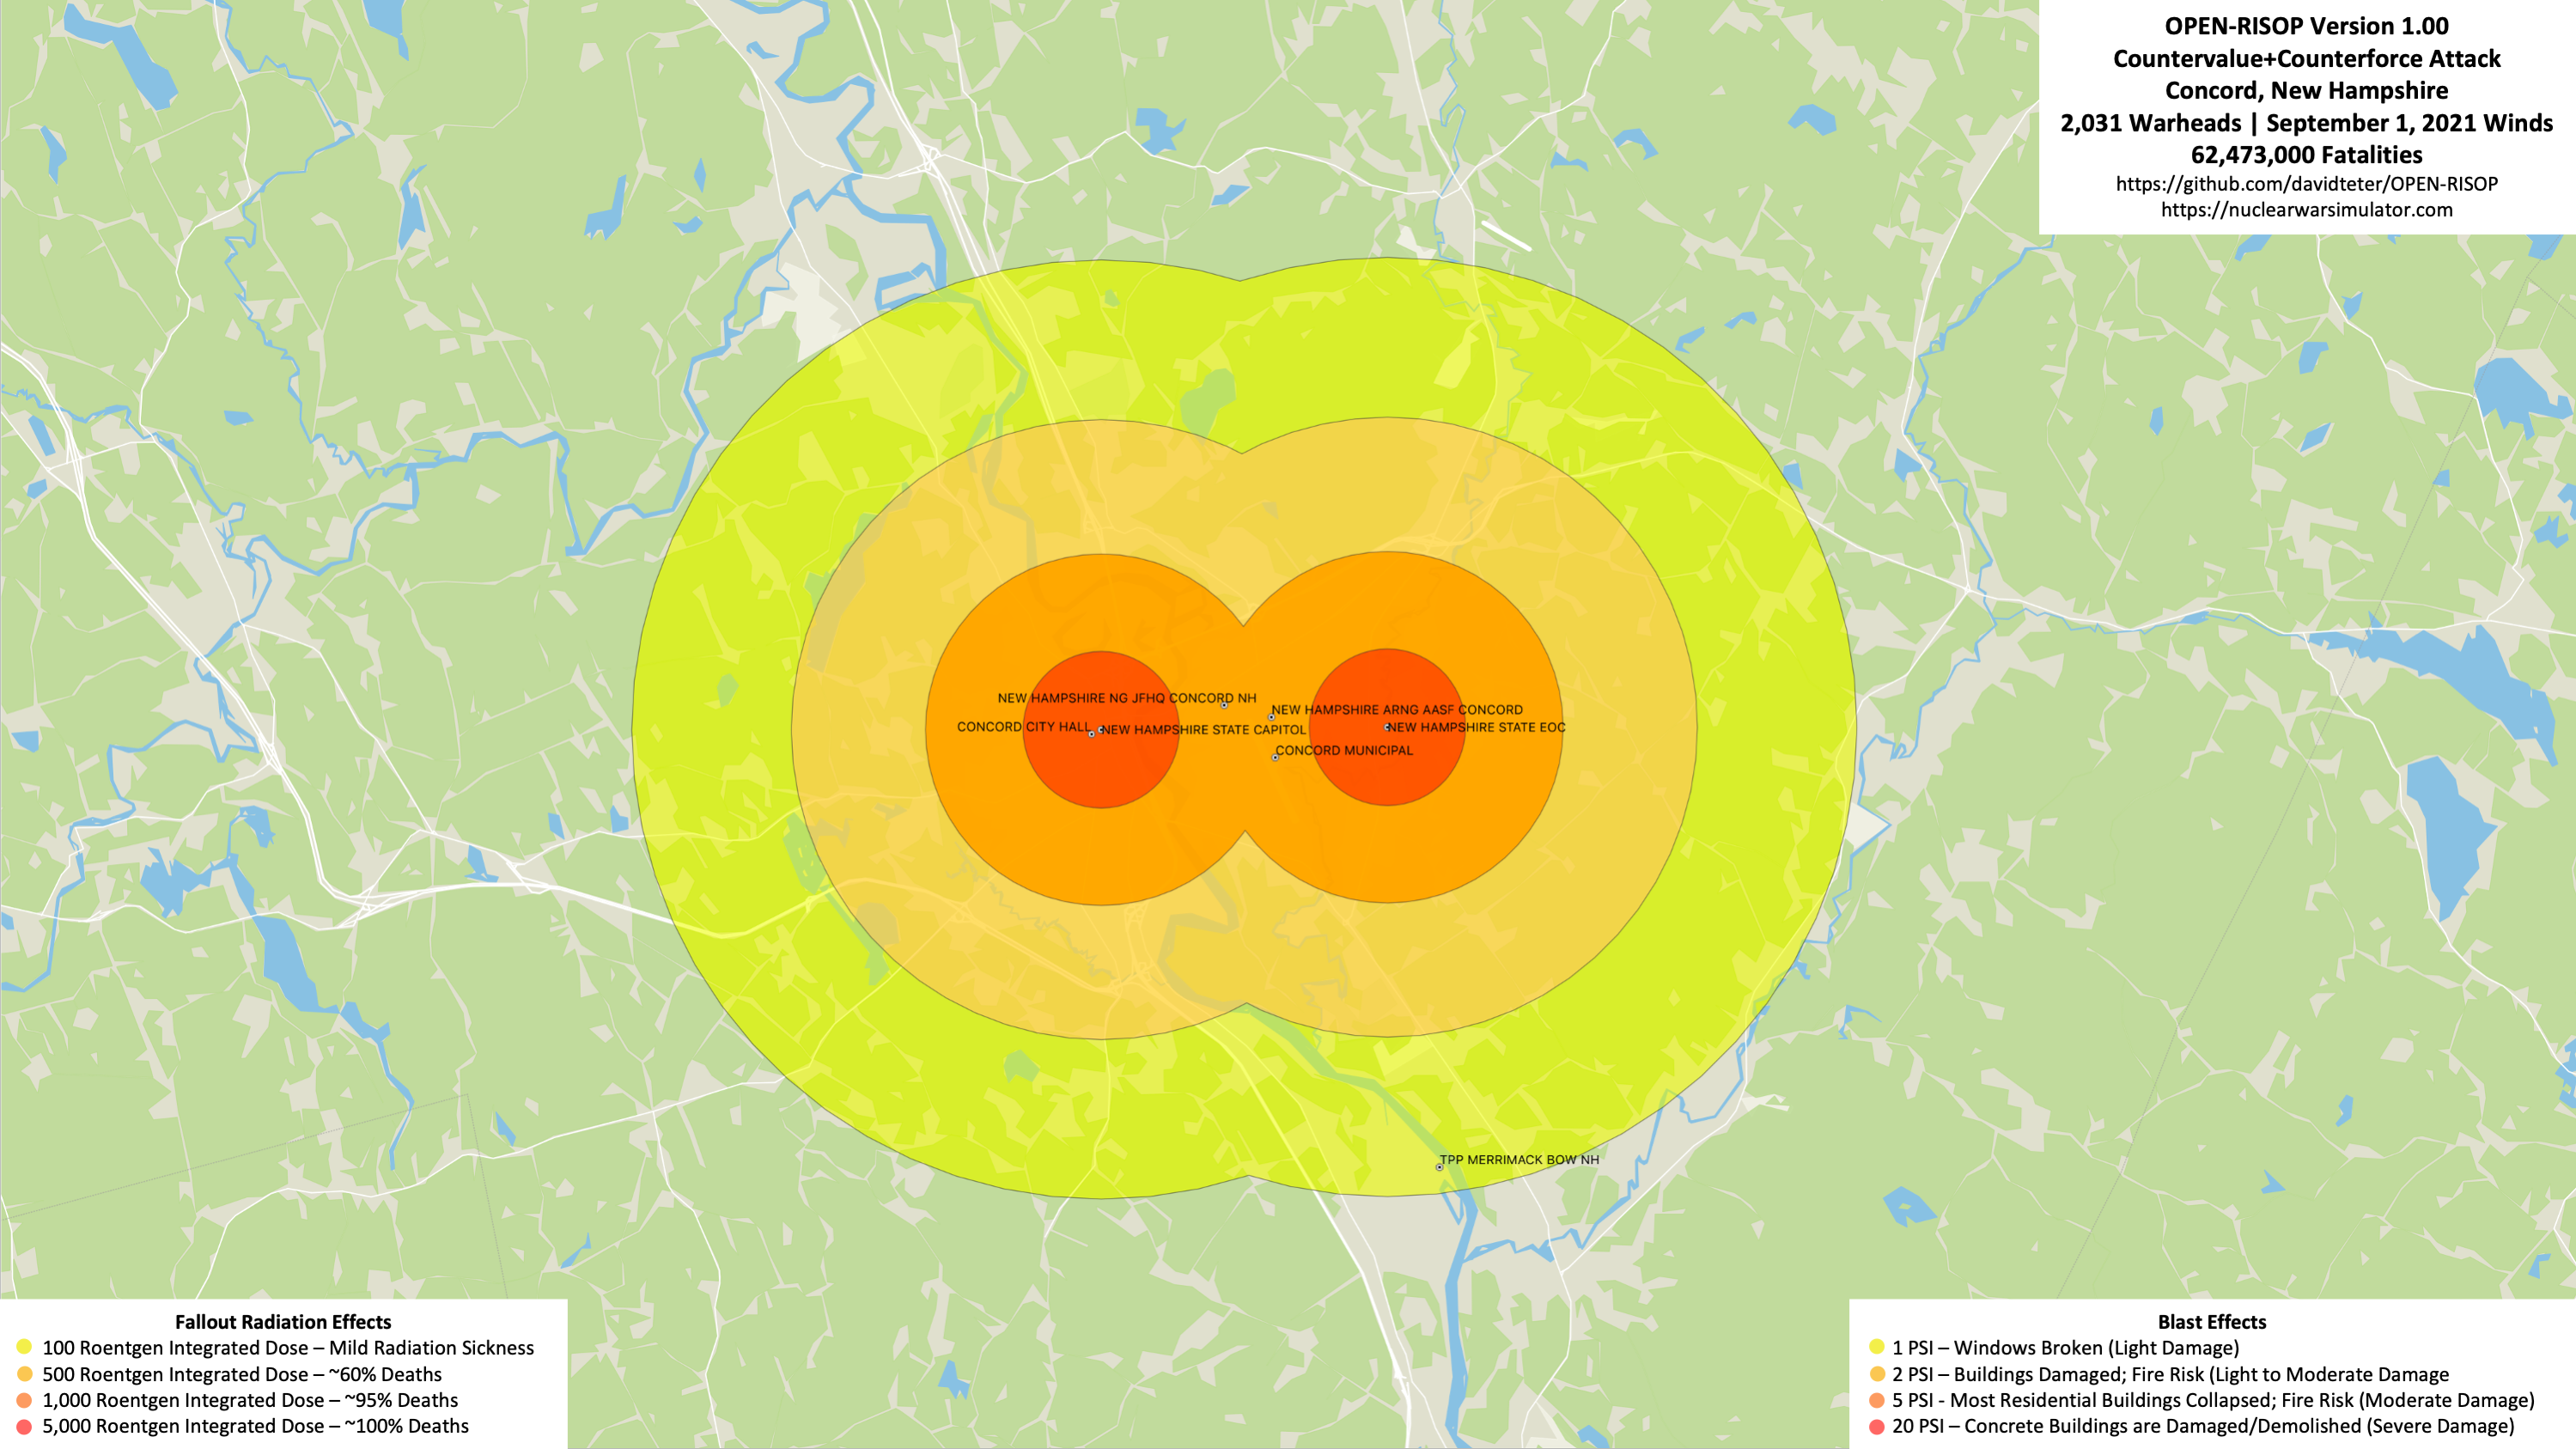 OPEN-RISOP Version 1.00
Countervalue+Counterforce Attack
Concord, New Hampshire
2,031 Warheads | September 1, 2021 Winds
62,473,000 Fatalities
https://github.com/davidteter/OPEN-RISOP
https://nuclearwarsimulator.com
NEW HAMPSHIRE NG JFHQ CONCORD NH
NEW HAMPSHIRE ARNG AASF CONCORD
CONCORD CITY HALL
NEW HAMPSHIRE STATE CAPITOL
NEW HAMPSHIRE STATE EOC
CONCORD MUNICIPAL
TPP MERRIMACK BOW NH
Fallout Radiation Effects
100 Roentgen Integrated Dose – Mild Radiation Sickness
500 Roentgen Integrated Dose – ~60% Deaths
1,000 Roentgen Integrated Dose – ~95% Deaths
5,000 Roentgen Integrated Dose – ~100% Deaths
Blast Effects
1 PSI – Windows Broken (Light Damage)
2 PSI – Buildings Damaged; Fire Risk (Light to Moderate Damage
5 PSI - Most Residential Buildings Collapsed; Fire Risk (Moderate Damage)
20 PSI – Concrete Buildings are Damaged/Demolished (Severe Damage)